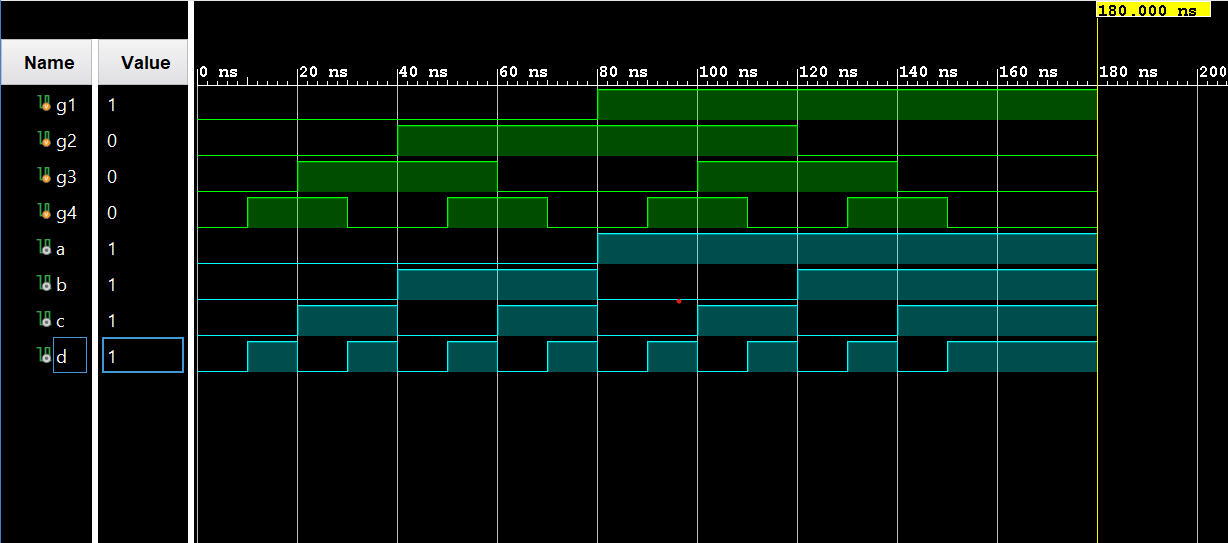 180.000 ns
Name Value
0 ns 20 ns 40 ns 60 ns 80 ns 100 ns 120 ns 140 ns 160 ns 180 ns 200
g1 1
g2 0
g3 0
g4 0
a 1
b 1
c 1
d 1